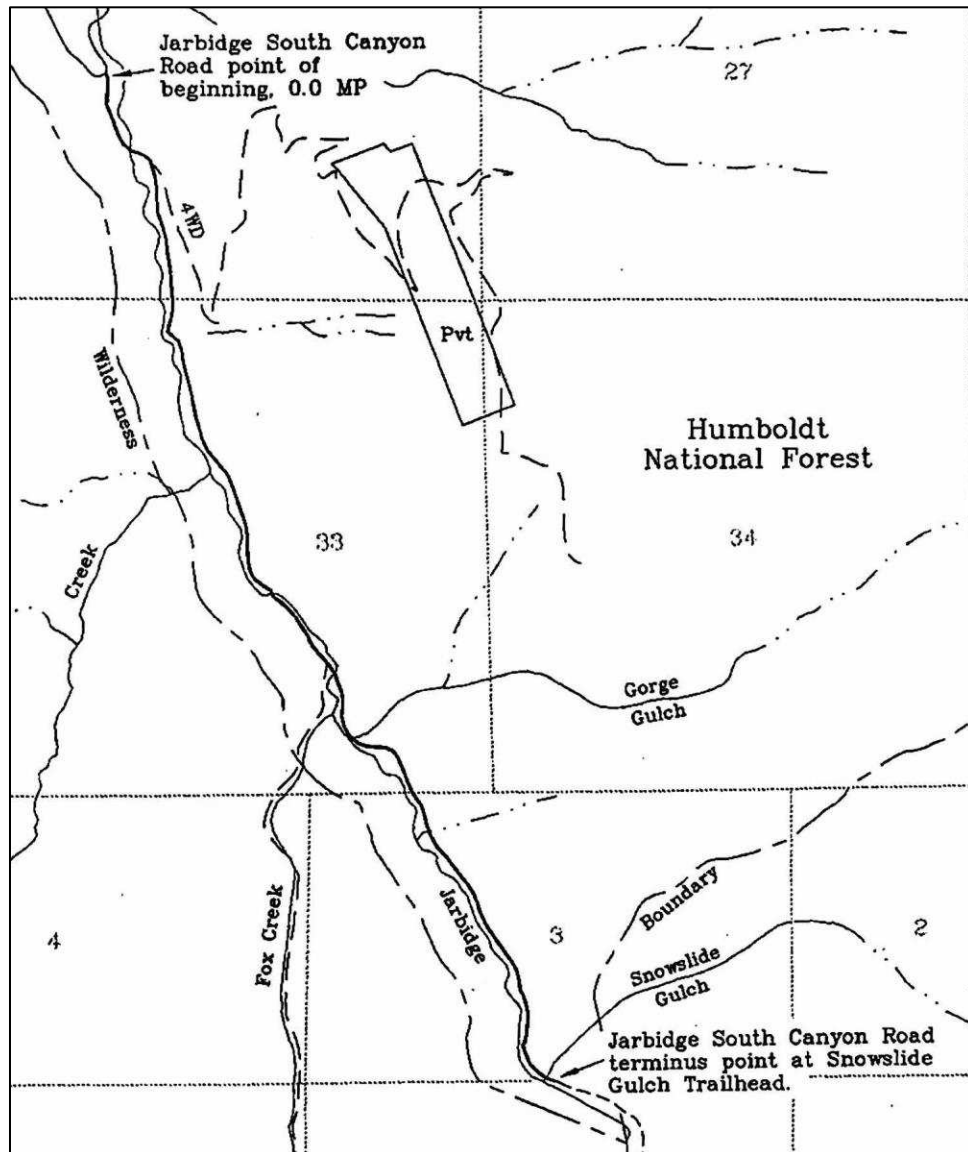 Jarbidge South Canyon
Road point of
beginning, 0.0 MP
27
4WD
Pvt
Wilderness
Humboldt
National Forest
33
34
Creek
Gorge
Gulch
Boundary
Jarbidge
Fox Creek
4
3
2
Snowslide
Gulch
Jarbidge South Canyon Road
terminus point at Snowslide
Gulch Trailhead.